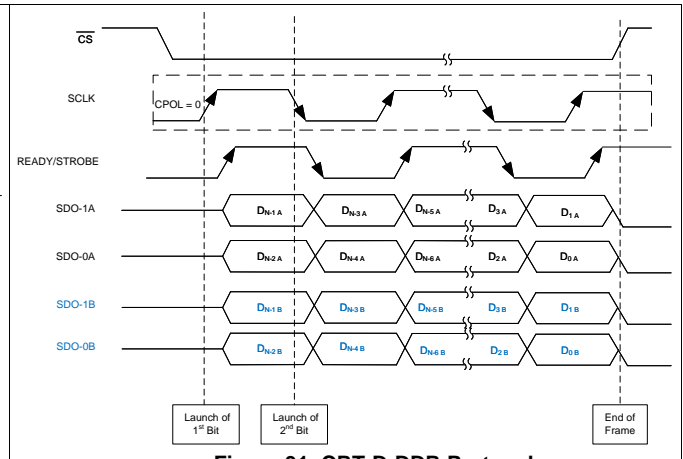 CS
SCLK
CPOL = 0
READY/STROBE
SDO-1A
DN-1 A DN-3 A DN-5 A D3 A D1 A
SDO-0A
DN-2 A DN-4 A DN-6 A D2 A D0 A
SDO-1B
DN-1 B DN-3 B DN-5 B D3 B D1 B
SDO-0B
DN-2 B DN-4 B DN-6 B D2 B D0 B
Launch of
1st Bit
Launch of
2nd Bit
End of
Frame